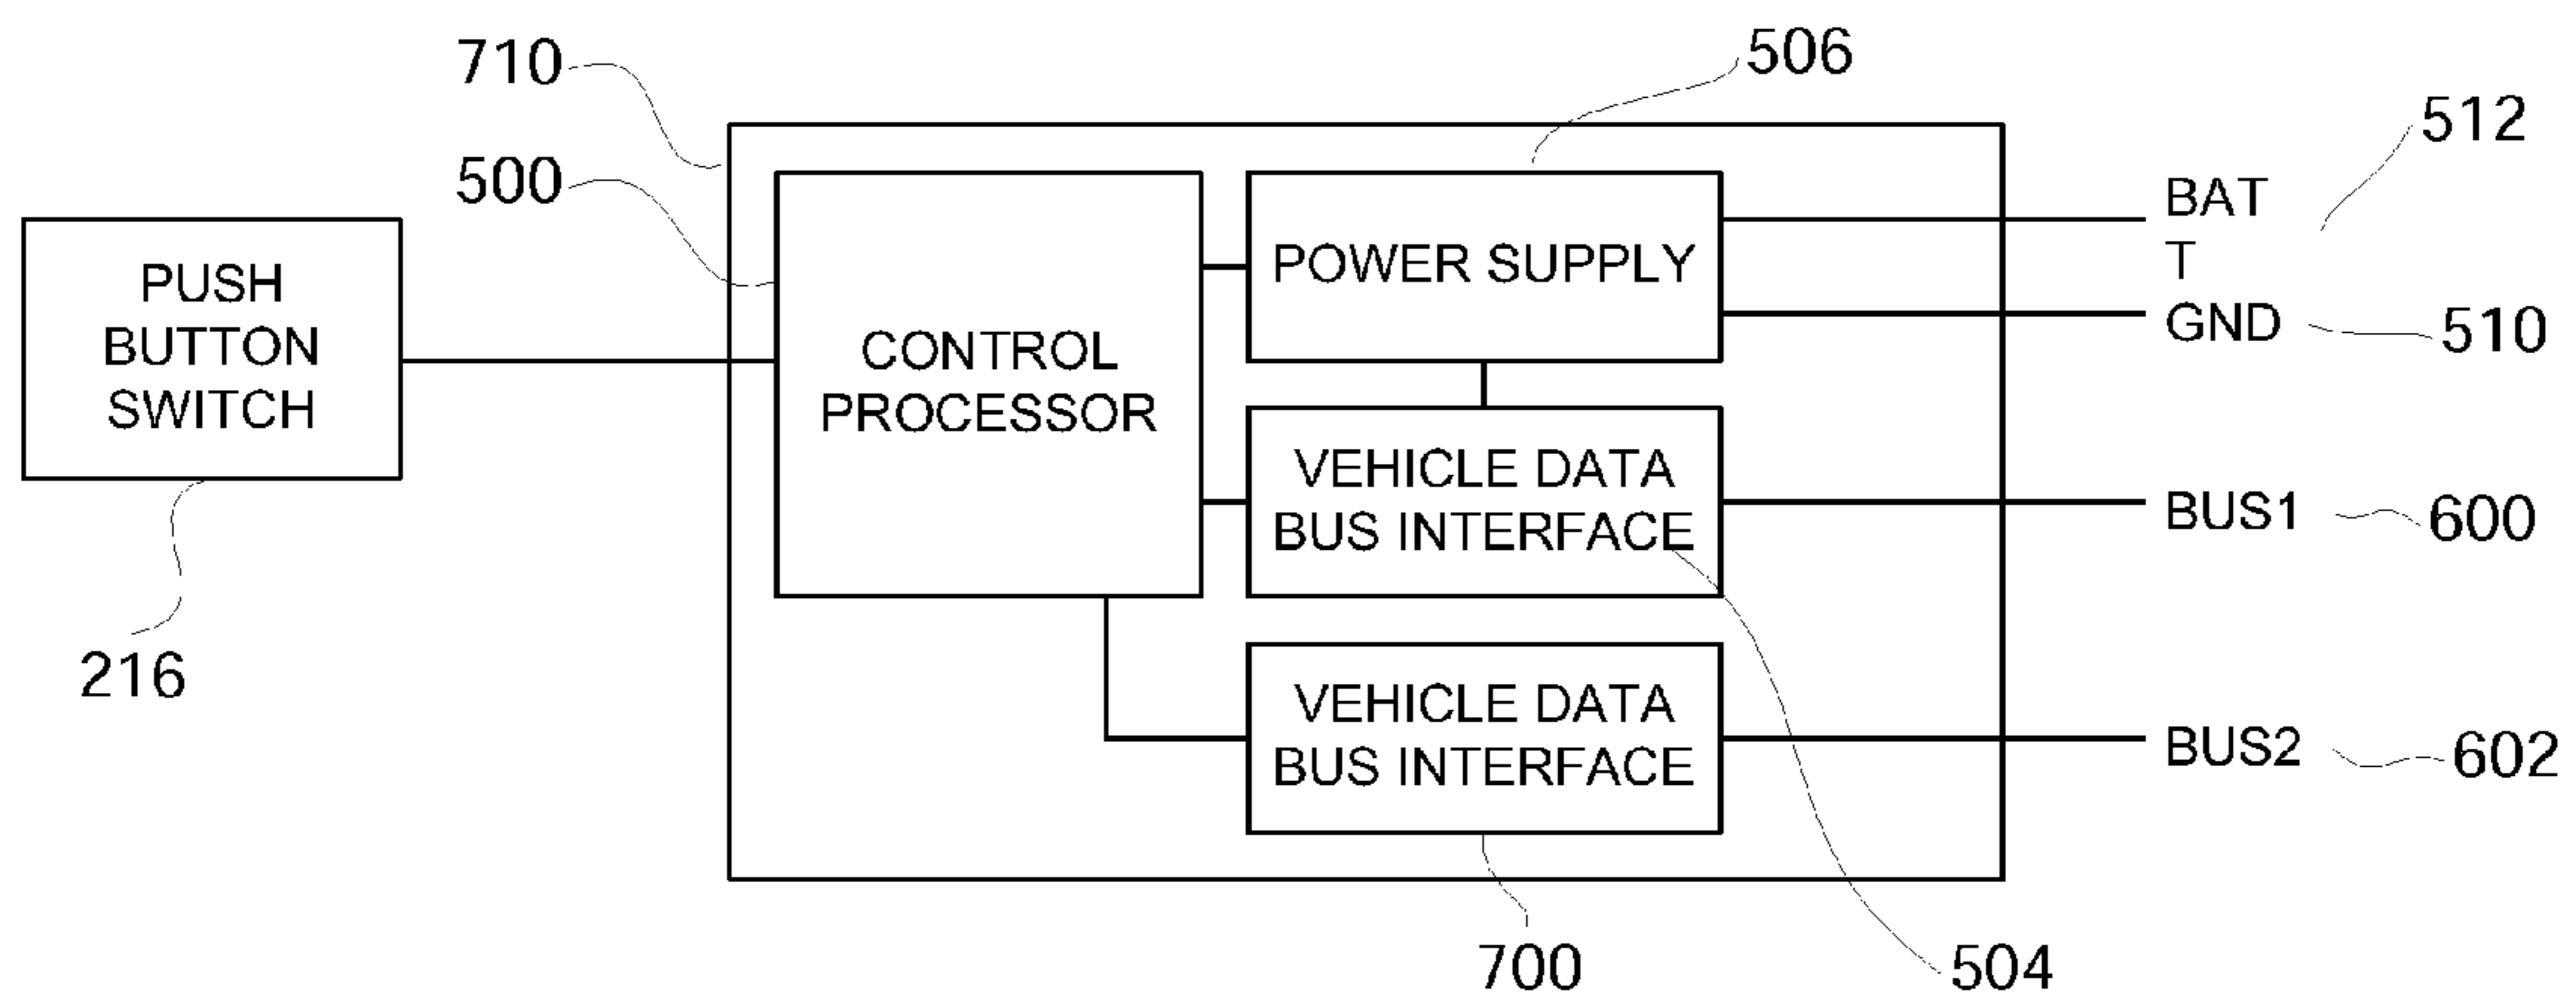 710
506
512
500
BAT
T
PUSH
BUTTON
SWITCH
POWER SUPPLY
GND
510
CONTROL
PROCESSOR
VEHICLE DATA
BUS INTERFACE
BUS1
600
216
VEHICLE DATA
BUS INTERFACE
BUS2
602
700
504